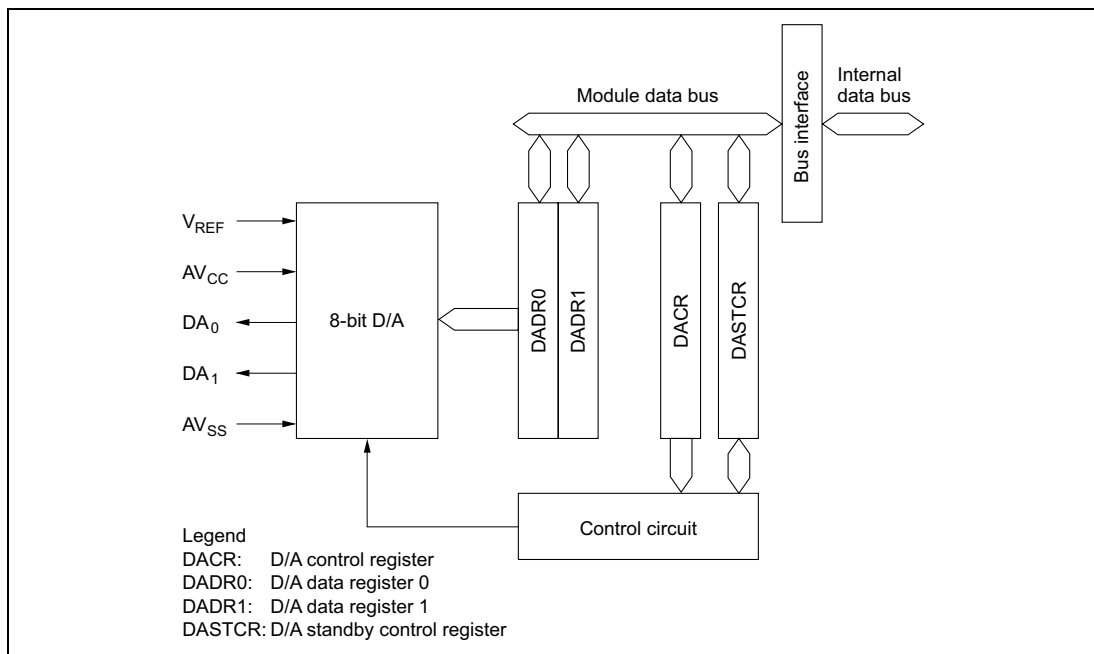 Internal
data bus
Module data bus
Bus interface
V_REF
AV_CC
DA_0
DA_1
AV_SS
8-bit D/A
DADR0
DADR1
DACR
DASTCR
Control circuit
Legend
DACR: D/A control register
DADR0: D/A data register 0
DADR1: D/A data register 1
DASTCR: D/A standby control register